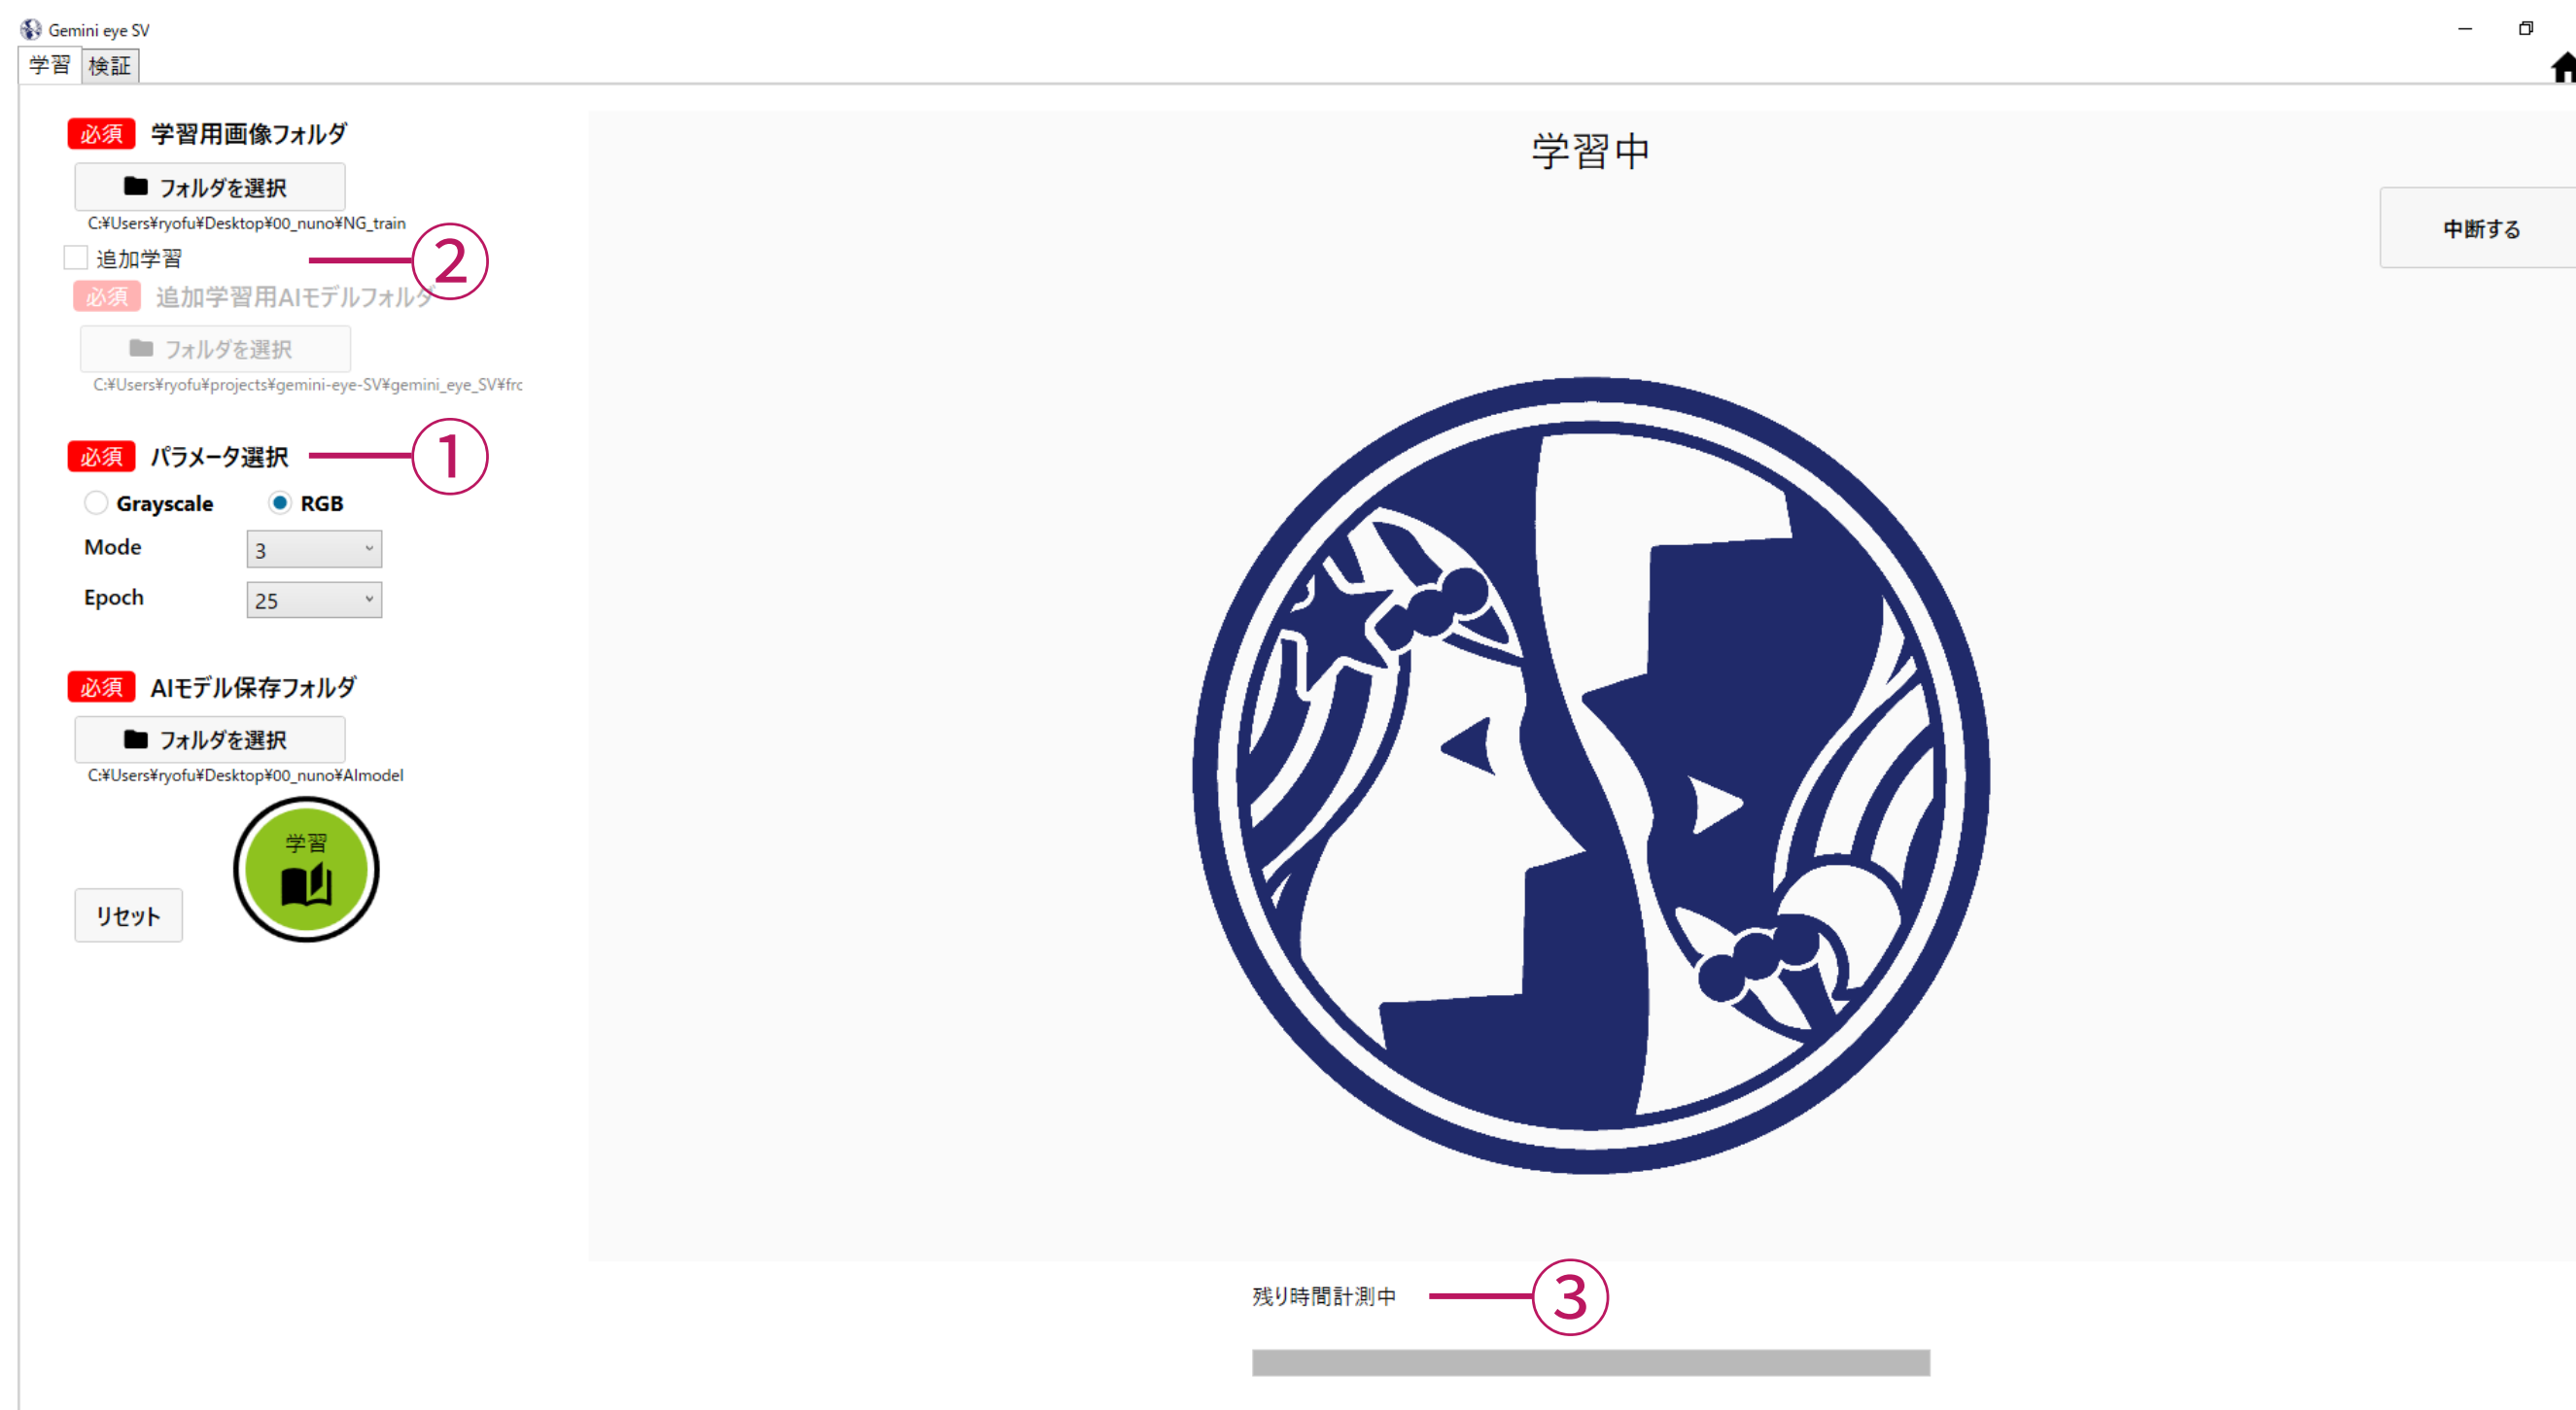 Gemini eye SV
学習 検証
必須 学習用画像フォルダ
フォルダを選択
C:¥Users¥ryofu¥Desktop¥00_nuno¥NG_train
追加学習
②
必須 追加学習用AIモデルフォルダ
フォルダを選択
C:¥Users¥ryofu¥projects¥gemini-eye-SV¥gemini_eye_SV¥frc
必須 パラメータ選択
①
Grayscale RGB
Mode 3
Epoch 25
必須 AIモデル保存フォルダ
フォルダを選択
C:¥Users¥ryofu¥Desktop¥00_nuno¥AImodel
学習
リセット
学習中
中断する
残り時間計測中
③